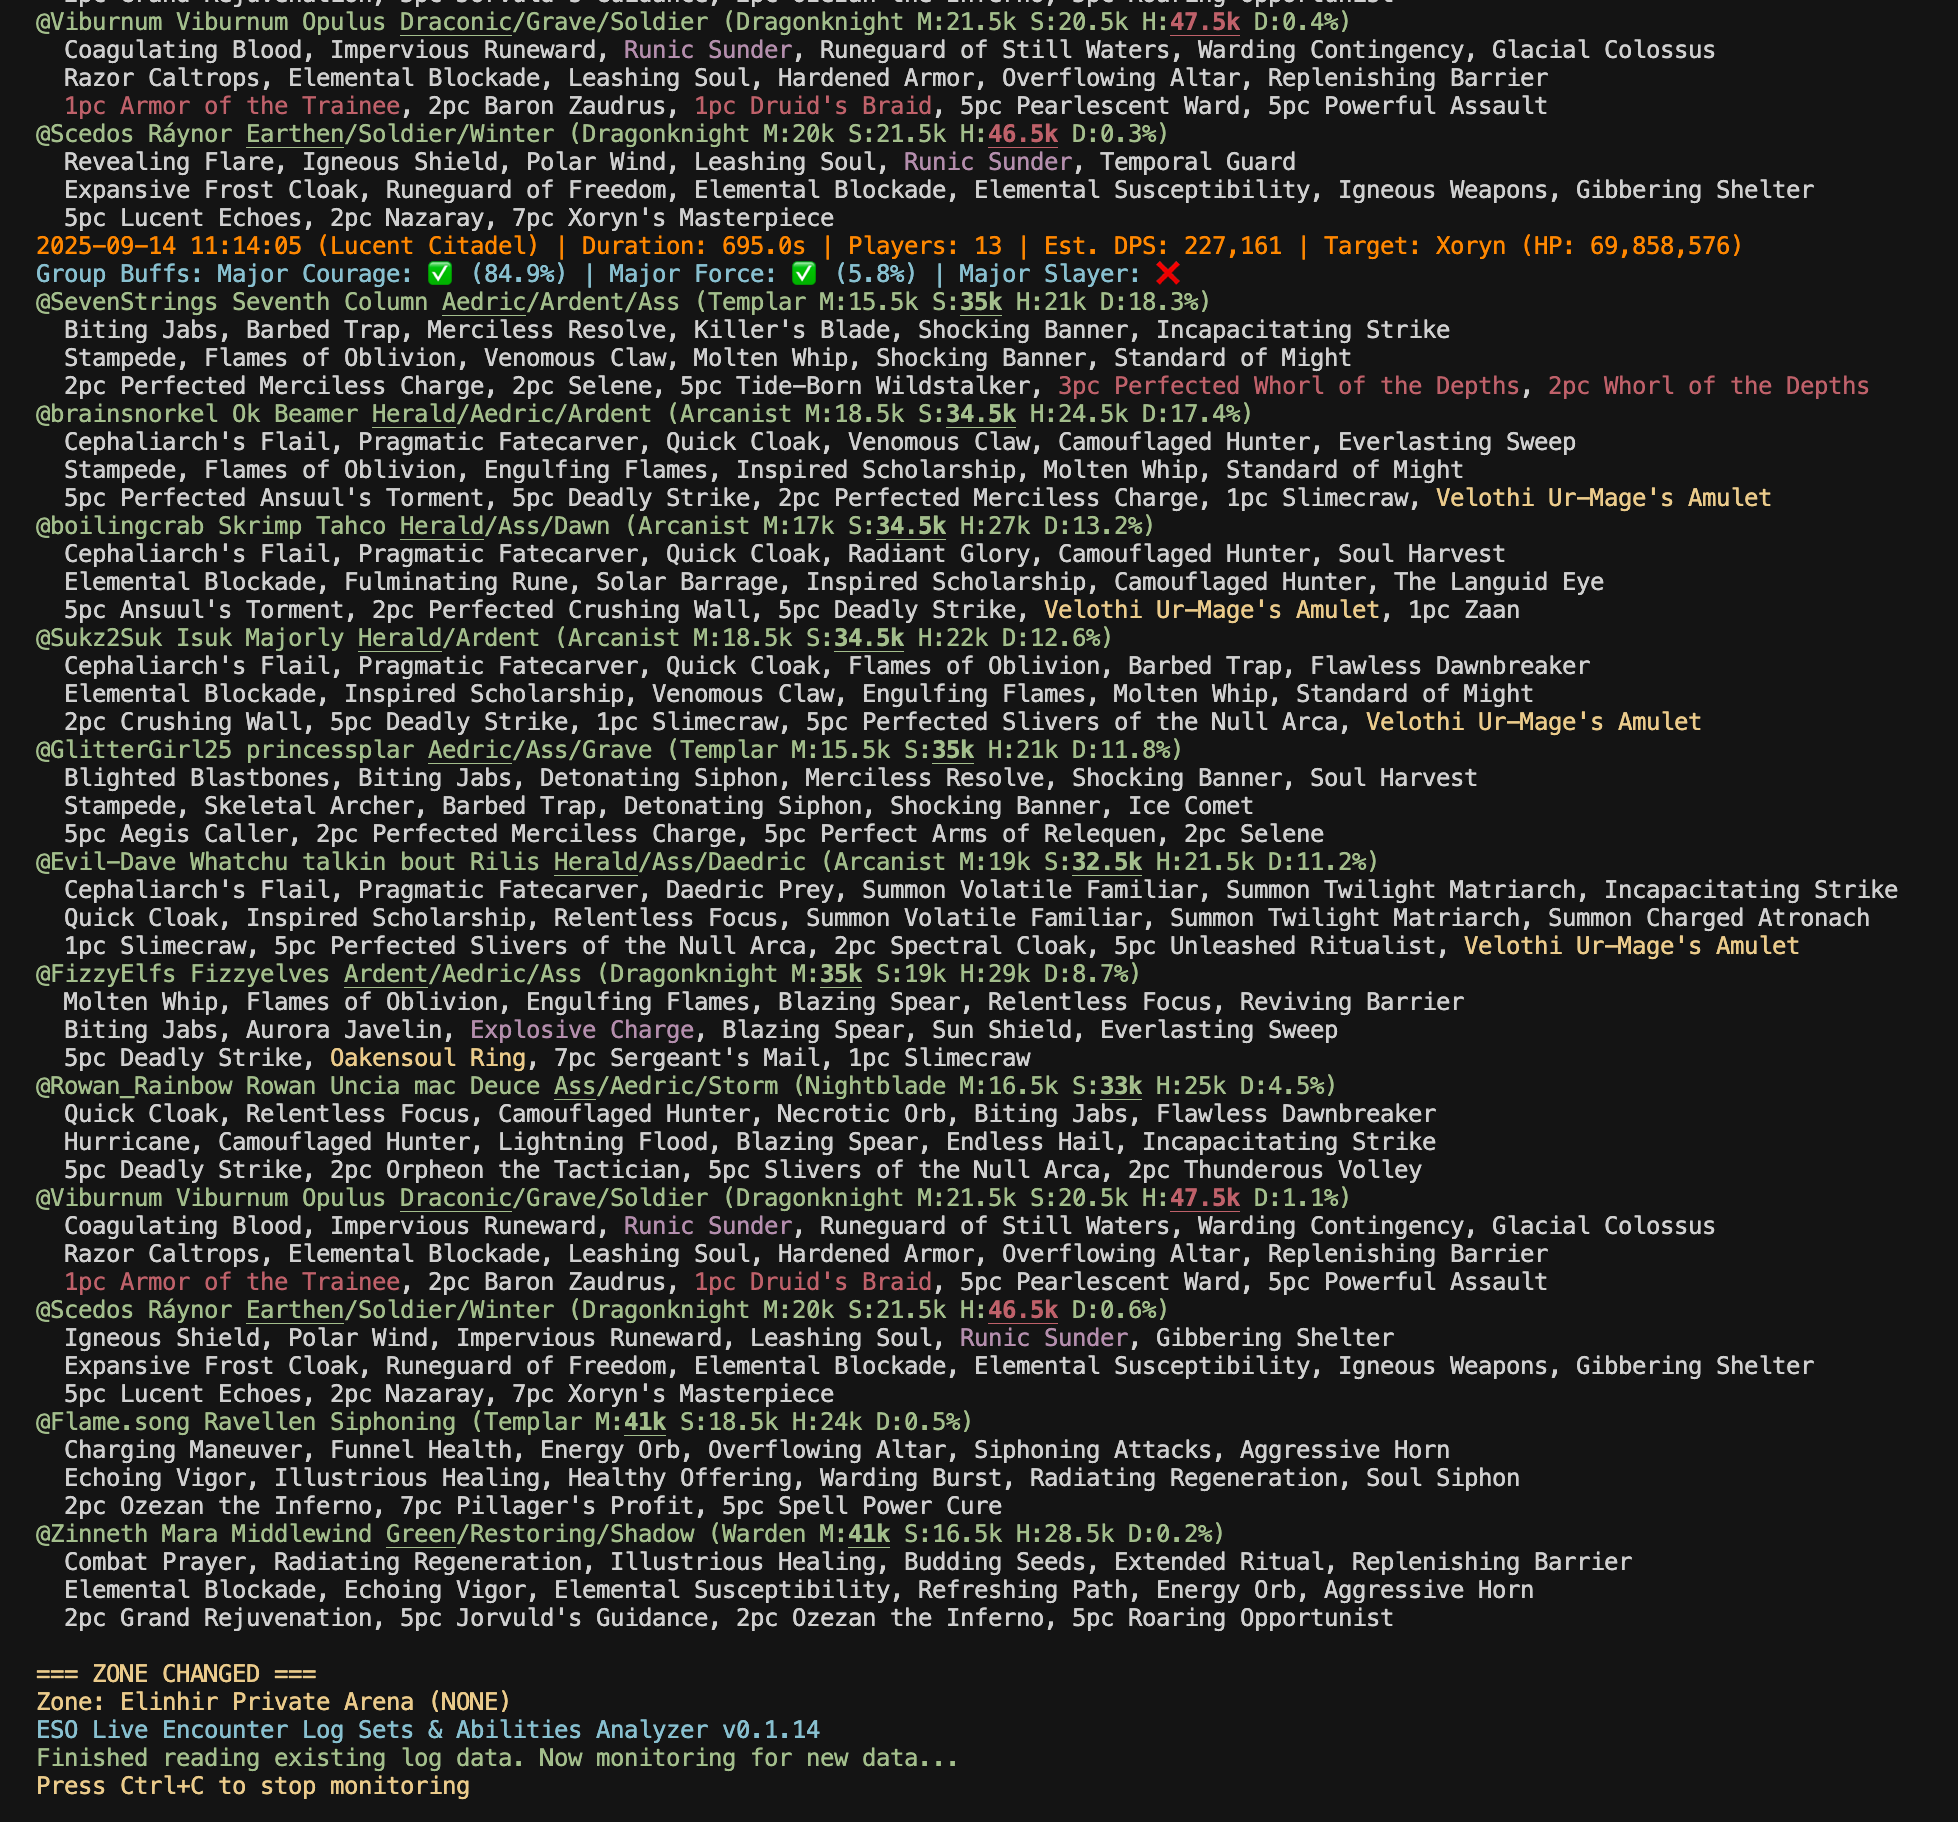 @Viburnum Viburnum Opulus Draconic/Grave/Soldier (Dragonknight M:21.5k S:20.5k H:47.5k D:0.4%)
Coagulating Blood, Impervious Runeward, Runic Sunder, Runeguard of Still Waters, Warding Contingency, Glacial Colossus
Razor Caltrops, Elemental Blockade, Leashing Soul, Hardened Armor, Overflowing Altar, Replenishing Barrier
1pc Armor of the Trainee, 2pc Baron Zaudrus, 1pc Druid's Braid, 5pc Pearlescent Ward, 5pc Powerful Assault
@Scedos Ráynor Earthen/Soldier/Winter (Dragonknight M:20k S:21.5k H:46.5k D:0.3%)
Revealing Flare, Igneous Shield, Polar Wind, Leashing Soul, Runic Sunder, Temporal Guard
Expansive Frost Cloak, Runeguard of Freedom, Elemental Blockade, Elemental Susceptibility, Igneous Weapons, Gibbering Shelter
5pc Lucent Echoes, 2pc Nazaray, 7pc Xoryn's Masterpiece
2025-09-14 11:14:05 (Lucent Citadel) | Duration: 695.0s | Players: 13 | Est. DPS: 227,161 | Target: Xoryn (HP: 69,858,576)
Group Buffs: Major Courage: ✅ (84.9%) | Major Force: ✅ (5.8%) | Major Slayer: ❌
@SevenStrings Seventh Column Aedric/Ardent/Ass (Templar M:15.5k S:35k H:21k D:18.3%)
Biting Jabs, Barbed Trap, Merciless Resolve, Killer's Blade, Shocking Banner, Incapacitating Strike
Stampede, Flames of Oblivion, Venomous Claw, Molten Whip, Shocking Banner, Standard of Might
2pc Perfected Merciless Charge, 2pc Selene, 5pc Tide-Born Wildstalker, 3pc Perfected Whorl of the Depths, 2pc Whorl of the Depths
@brainsnorkel Ok Beamer Herald/Aedric/Ardent (Arcanist M:18.5k S:34.5k H:24.5k D:17.4%)
Cephaliarch's Flail, Pragmatic Fatecarver, Quick Cloak, Venomous Claw, Camouflaged Hunter, Everlasting Sweep
Stampede, Flames of Oblivion, Engulfing Flames, Inspired Scholarship, Molten Whip, Standard of Might
5pc Perfected Ansuul's Torment, 5pc Deadly Strike, 2pc Perfected Merciless Charge, 1pc Slimecraw, Velothi Ur-Mage's Amulet
@boilingcrab Skrimp Tahco Herald/Ass/Dawn (Arcanist M:17k S:34.5k H:27k D:13.2%)
Cephaliarch's Flail, Pragmatic Fatecarver, Quick Cloak, Radiant Glory, Camouflaged Hunter, Soul Harvest
Elemental Blockade, Fulminating Rune, Solar Barrage, Inspired Scholarship, Camouflaged Hunter, The Languid Eye
5pc Ansuul's Torment, 2pc Perfected Crushing Wall, 5pc Deadly Strike, Velothi Ur-Mage's Amulet, 1pc Zaan
@Sukz2Suk Isuk Majorly Herald/Ardent (Arcanist M:18.5k S:34.5k H:22k D:12.6%)
Cephaliarch's Flail, Pragmatic Fatecarver, Quick Cloak, Flames of Oblivion, Barbed Trap, Flawless Dawnbreaker
Elemental Blockade, Inspired Scholarship, Venomous Claw, Engulfing Flames, Molten Whip, Standard of Might
2pc Crushing Wall, 5pc Deadly Strike, 1pc Slimecraw, 5pc Perfected Slivers of the Null Arca, Velothi Ur-Mage's Amulet
@GlitterGirl25 princessplar Aedric/Ass/Grave (Templar M:15.5k S:35k H:21k D:11.8%)
Blighted Blastbones, Biting Jabs, Detonating Siphon, Merciless Resolve, Shocking Banner, Soul Harvest
Stampede, Skeletal Archer, Barbed Trap, Detonating Siphon, Shocking Banner, Ice Comet
5pc Aegis Caller, 2pc Perfected Merciless Charge, 5pc Perfect Arms of Relequen, 2pc Selene
@Evil-Dave Whatchu talkin bout Rilis Herald/Ass/Daedric (Arcanist M:19k S:32.5k H:21.5k D:11.2%)
Cephaliarch's Flail, Pragmatic Fatecarver, Daedric Prey, Summon Volatile Familiar, Summon Twilight Matriarch, Incapacitating Strike
Quick Cloak, Inspired Scholarship, Relentless Focus, Summon Volatile Familiar, Summon Twilight Matriarch, Summon Charged Atronach
1pc Slimecraw, 5pc Perfected Slivers of the Null Arca, 2pc Spectral Cloak, 5pc Unleashed Ritualist, Velothi Ur-Mage's Amulet
@FizzyElfs Fizzyelves Ardent/Aedric/Ass (Dragonknight M:35k S:19k H:29k D:8.7%)
Molten Whip, Flames of Oblivion, Engulfing Flames, Blazing Spear, Relentless Focus, Reviving Barrier
Biting Jabs, Aurora Javelin, Explosive Charge, Blazing Spear, Sun Shield, Everlasting Sweep
5pc Deadly Strike, Oakensoul Ring, 7pc Sergeant's Mail, 1pc Slimecraw
@Rowan_Rainbow Rowan Uncia mac Deuce Ass/Aedric/Storm (Nightblade M:16.5k S:33k H:25k D:4.5%)
Quick Cloak, Relentless Focus, Camouflaged Hunter, Necrotic Orb, Biting Jabs, Flawless Dawnbreaker
Hurricane, Camouflaged Hunter, Lightning Flood, Blazing Spear, Endless Hail, Incapacitating Strike
5pc Deadly Strike, 2pc Orpheon the Tactician, 5pc Slivers of the Null Arca, 2pc Thunderous Volley
@Viburnum Viburnum Opulus Draconic/Grave/Soldier (Dragonknight M:21.5k S:20.5k H:47.5k D:1.1%)
Coagulating Blood, Impervious Runeward, Runic Sunder, Runeguard of Still Waters, Warding Contingency, Glacial Colossus
Razor Caltrops, Elemental Blockade, Leashing Soul, Hardened Armor, Overflowing Altar, Replenishing Barrier
1pc Armor of the Trainee, 2pc Baron Zaudrus, 1pc Druid's Braid, 5pc Pearlescent Ward, 5pc Powerful Assault
@Scedos Ráynor Earthen/Soldier/Winter (Dragonknight M:20k S:21.5k H:46.5k D:0.6%)
Igneous Shield, Polar Wind, Impervious Runeward, Leashing Soul, Runic Sunder, Gibbering Shelter
Expansive Frost Cloak, Runeguard of Freedom, Elemental Blockade, Elemental Susceptibility, Igneous Weapons, Gibbering Shelter
5pc Lucent Echoes, 2pc Nazaray, 7pc Xoryn's Masterpiece
@Flame.song Ravellen Siphoning (Templar M:41k S:18.5k H:24k D:0.5%)
Charging Maneuver, Funnel Health, Energy Orb, Overflowing Altar, Siphoning Attacks, Aggressive Horn
Echoing Vigor, Illustrious Healing, Healthy Offering, Warding Burst, Radiating Regeneration, Soul Siphon
2pc Ozezan the Inferno, 7pc Pillager's Profit, 5pc Spell Power Cure
@Zinneth Mara Middlewind Green/Restoring/Shadow (Warden M:41k S:16.5k H:28.5k D:0.2%)
Combat Prayer, Radiating Regeneration, Illustrious Healing, Budding Seeds, Extended Ritual, Replenishing Barrier
Elemental Blockade, Echoing Vigor, Elemental Susceptibility, Refreshing Path, Energy Orb, Aggressive Horn
2pc Grand Rejuvenation, 5pc Jorvuld's Guidance, 2pc Ozezan the Inferno, 5pc Roaring Opportunist
=== ZONE CHANGED ===
Zone: Elinhir Private Arena (NONE)
ESO Live Encounter Log Sets & Abilities Analyzer v0.1.14
Finished reading existing log data. Now monitoring for new data...
Press Ctrl+C to stop monitoring